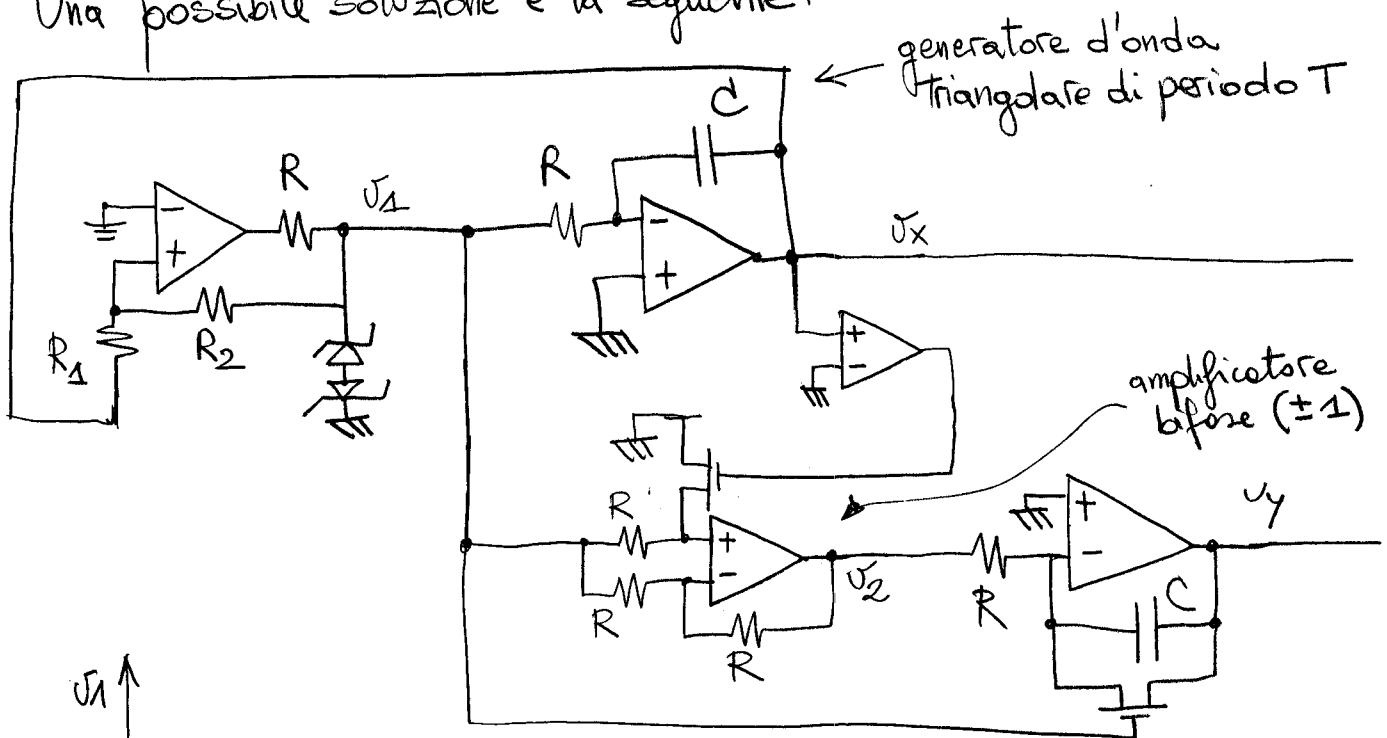 Una possibile soluzione è la seguente:
generatore d'onda
triangolare di periodo T
C
R
v1
R
vx
R2
R1
amplificatore
bifase (±1)
R
R
R
v2
R
C
vy
v1